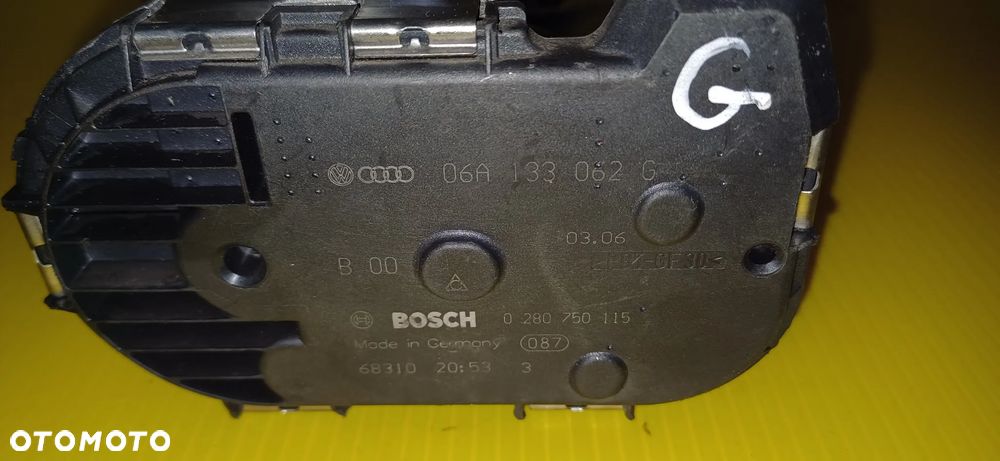 G
06A 133 062 G
03.06
B 00
BOSCH 0 280 750 115
Made in Germany 087
68310 20:53 3
OTOMOTO